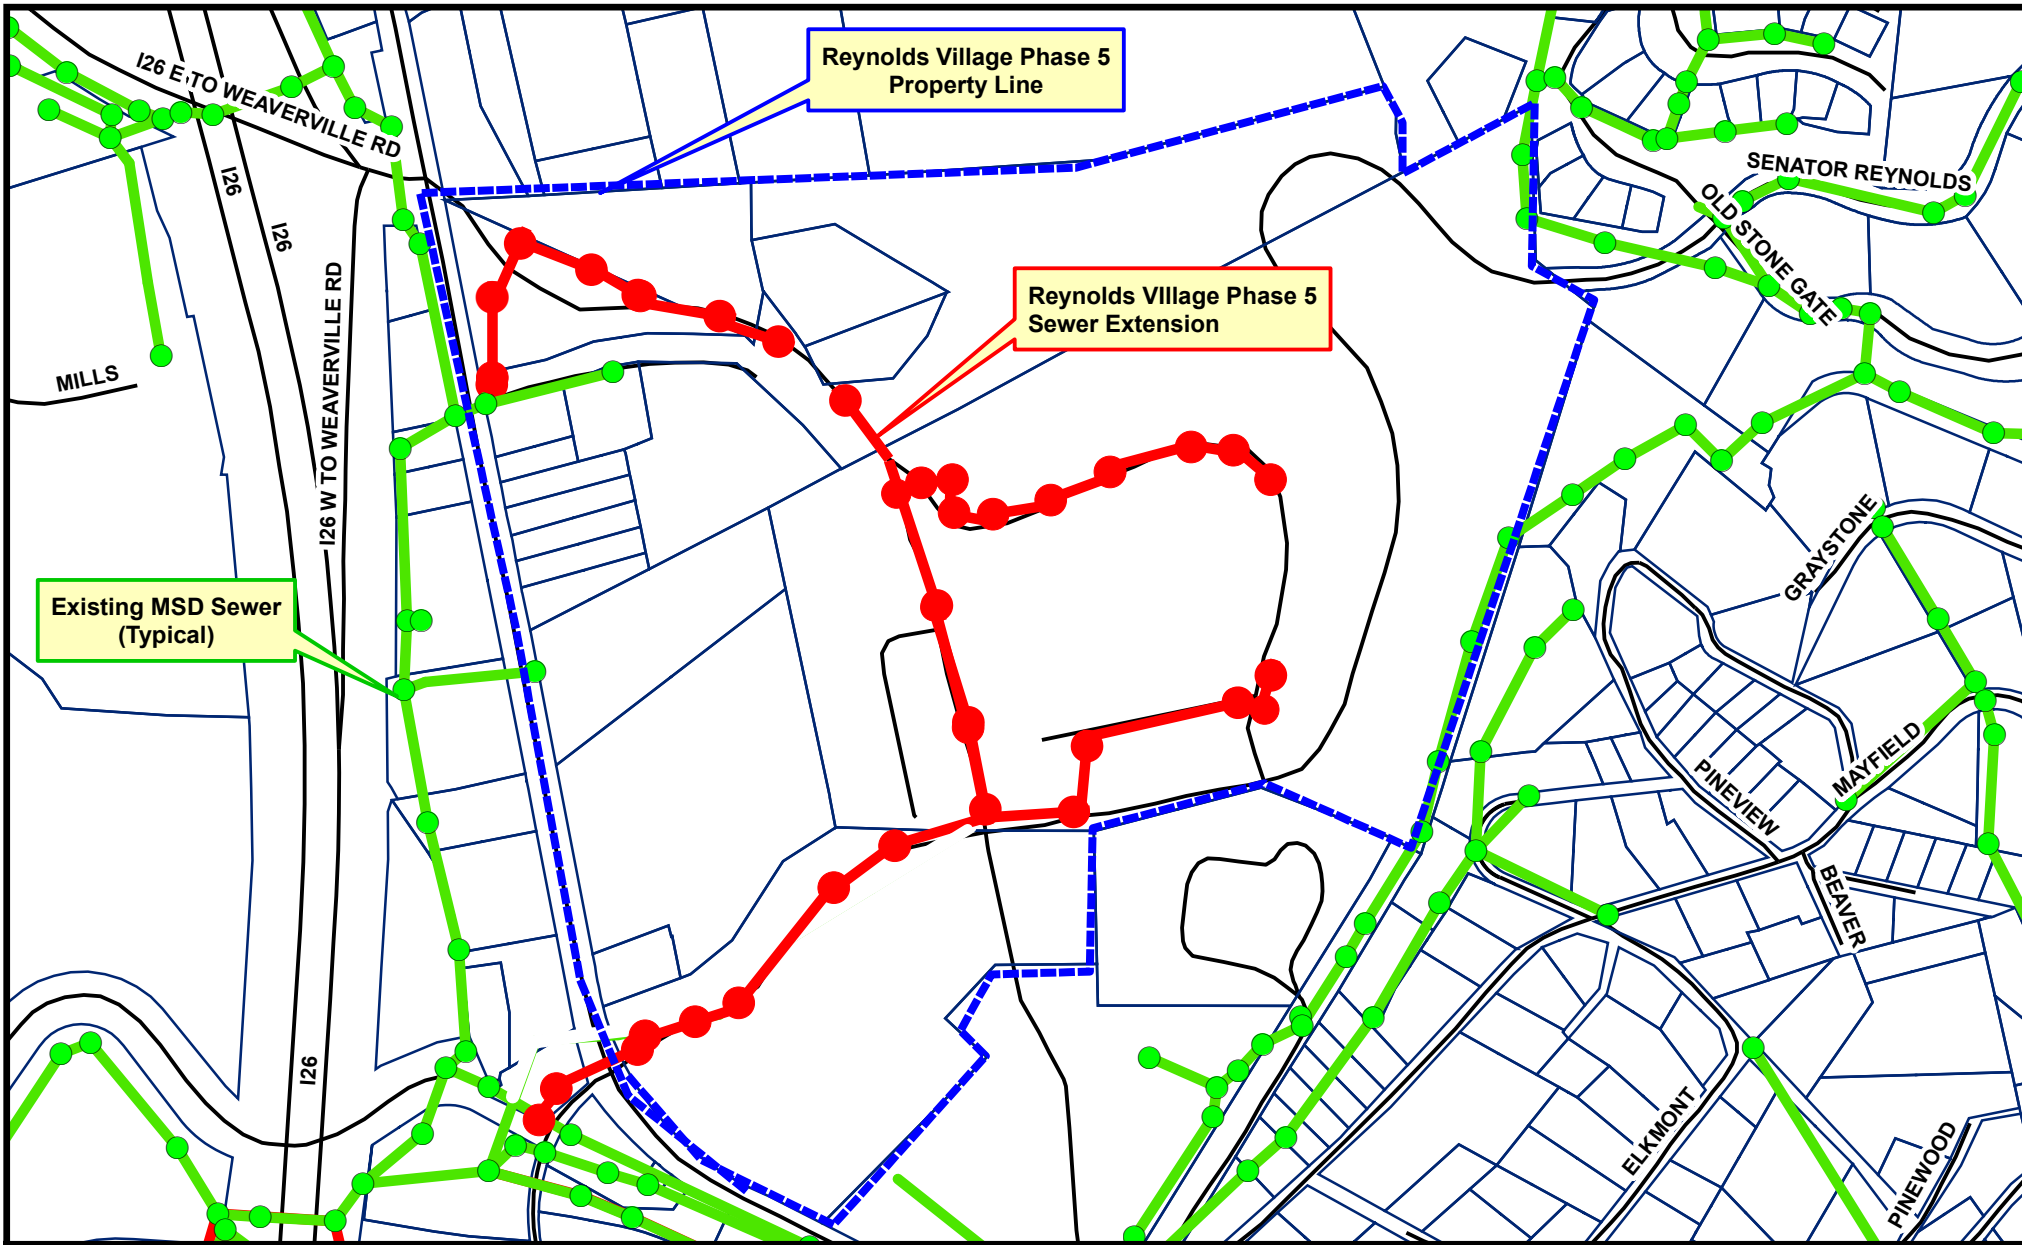 Reynolds Village Phase 5
Property Line
I26 E TO WEAVERVILLE RD
I26
I26
I26 W TO WEAVERVILLE RD
SENATOR REYNOLDS
OLD STONE GATE
Reynolds VIllage Phase 5
Sewer Extension
MILLS
Existing MSD Sewer
(Typical)
GRAYSTONE
PINEVIEW
MAYFIELD
BEAVER
I26
ELKMONT
PINEWOOD